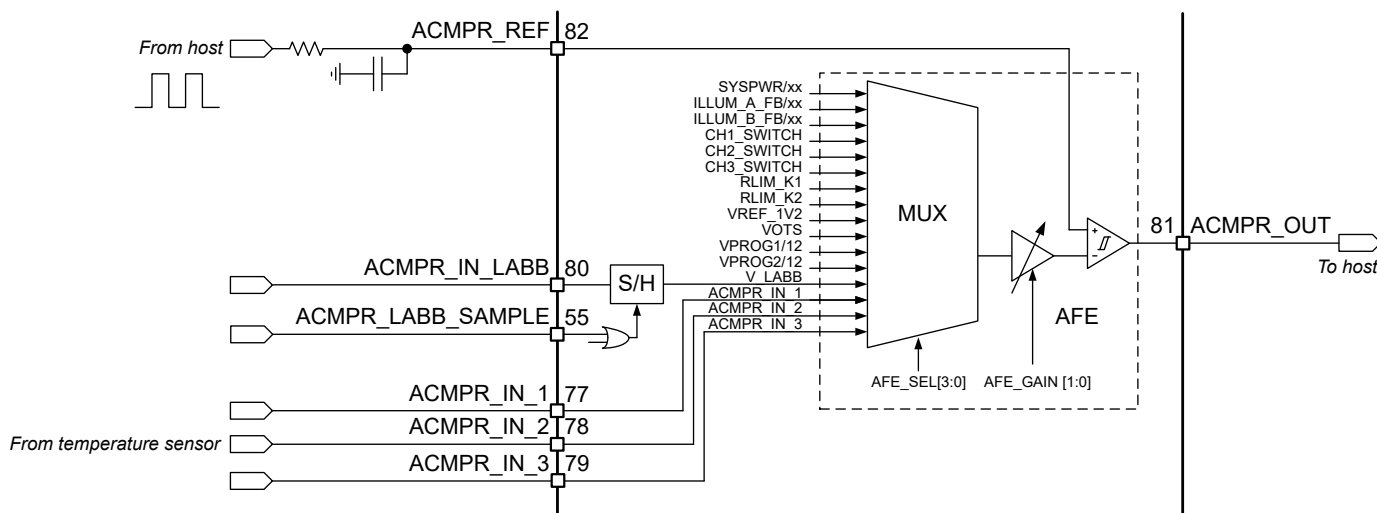 ACMPR_REF 82
From host
SYSPWR/xx
ILLUM_A_FB/xx
ILLUM_B_FB/xx
CH1_SWITCH
CH2_SWITCH
CH3_SWITCH
RLIM_K1
RLIM_K2
VREF_1V2
VOTS
VPROG1/12
VPROG2/12
V_LABB
ACMPR_IN_1
ACMPR_IN_2
ACMPR_IN_3
MUX
+
−
AFE
AFE_SEL[3:0]
AFE_GAIN [1:0]
81 ACMPR_OUT
To host
ACMPR_IN_LABB 80
S/H
ACMPR_LABB_SAMPLE 55
ACMPR_IN_1 77
ACMPR_IN_2 78
From temperature sensor
ACMPR_IN_3 79